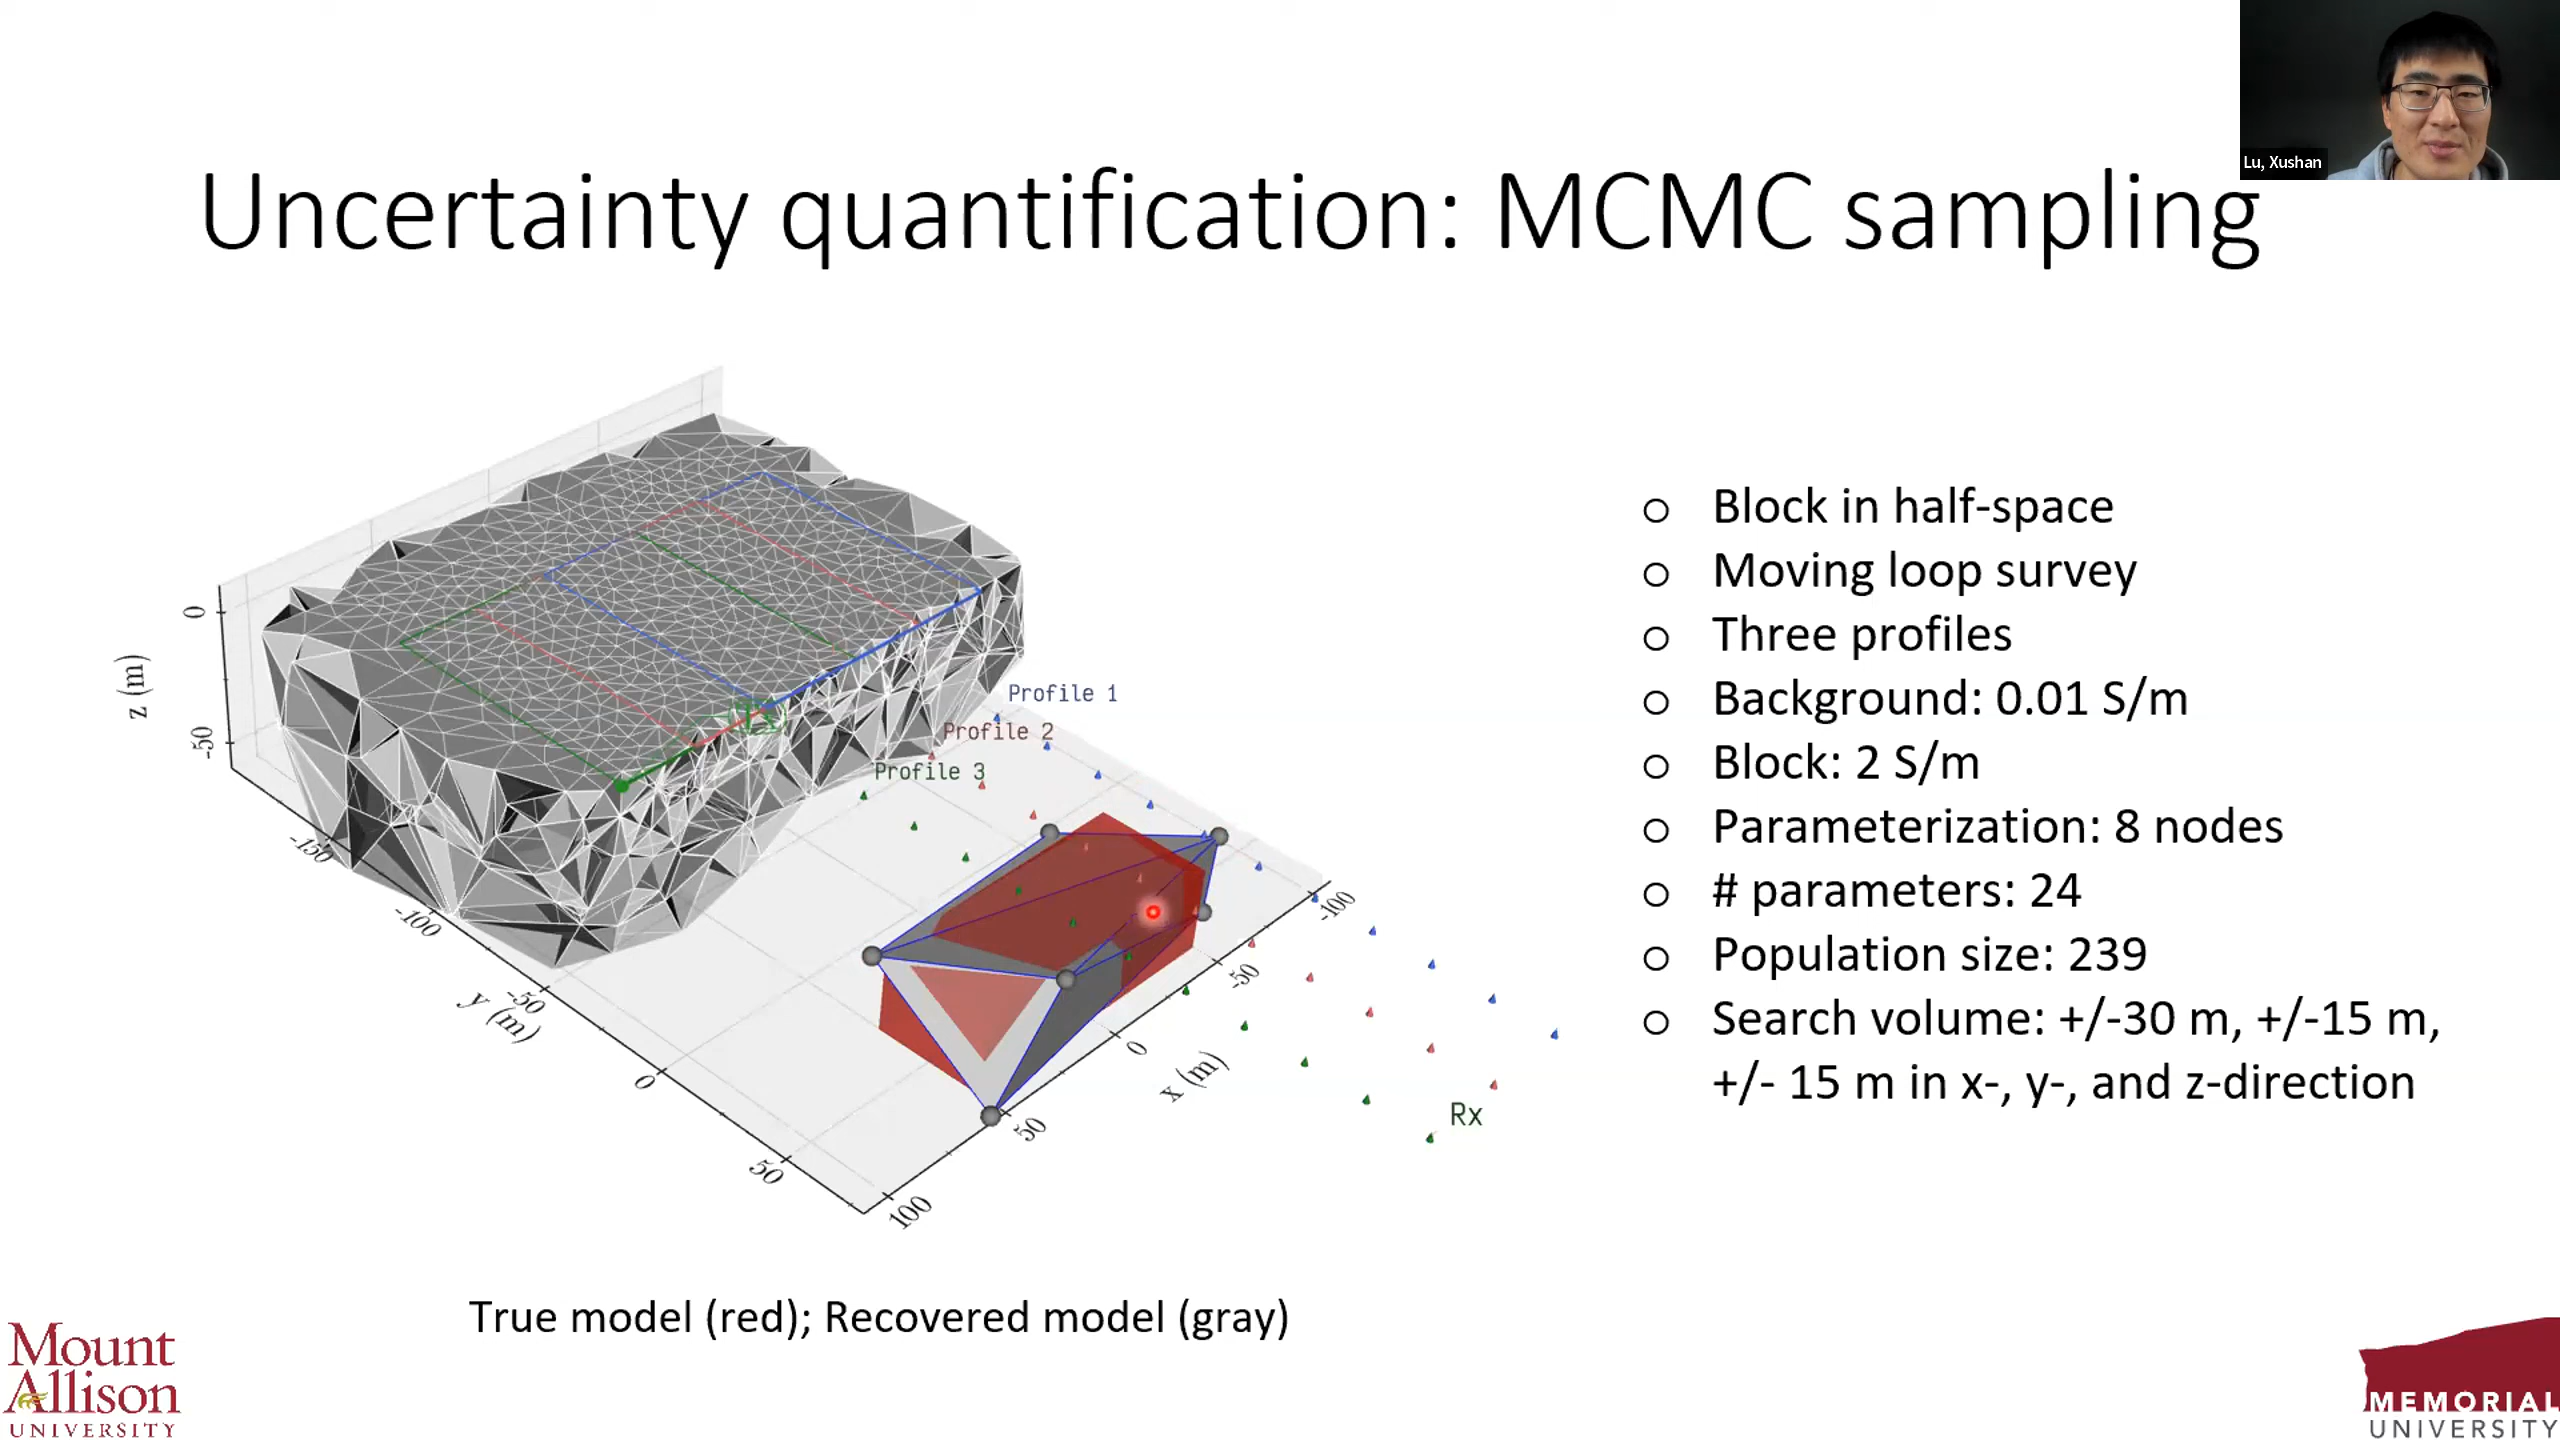 Lu, Xushan
Uncertainty quantification: MCMC sampling
0
-50
z (m)
-150
-100
-50
0
50
y (m)
100
50
0
-50
-100
x (m)
Tx
Profile 1
Profile 2
Profile 3
Rx
○ Block in half-space
○ Moving loop survey
○ Three profiles
○ Background: 0.01 S/m
○ Block: 2 S/m
○ Parameterization: 8 nodes
○ # parameters: 24
○ Population size: 239
○ Search volume: +/-30 m, +/-15 m,
+/- 15 m in x-, y-, and z-direction
True model (red); Recovered model (gray)
Mount
Allison
UNIVERSITY
MEMORIAL
UNIVERSITY